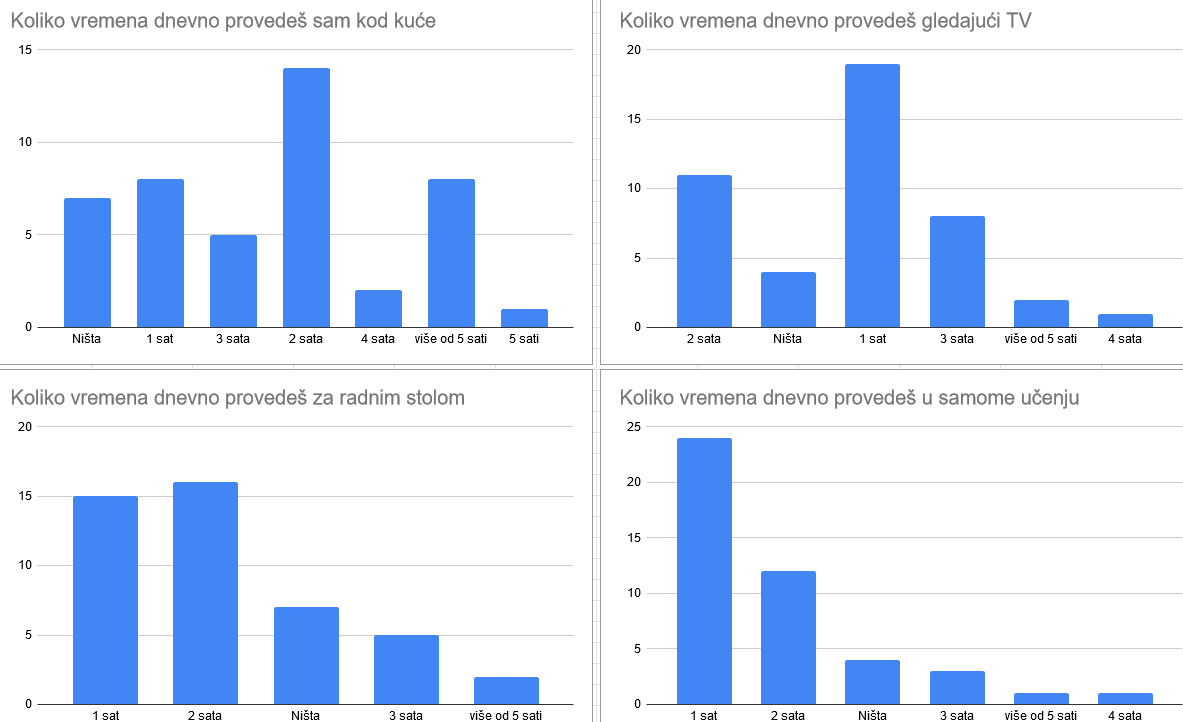 Koliko vremena dnevno provedeš sam kod kuće
15
10
5
0
Ništa 1 sat 3 sata 2 sata 4 sata više od 5 sati 5 sati
Koliko vremena dnevno provedeš gledajući TV
20
15
10
5
0
2 sata Ništa 1 sat 3 sata više od 5 sati 4 sata
Koliko vremena dnevno provedeš za radnim stolom
20
15
10
5
0
1 sat 2 sata Ništa 3 sata više od 5 sati
Koliko vremena dnevno provedeš u samome učenju
25
20
15
10
5
0
1 sat 2 sata Ništa 3 sata više od 5 sati 4 sata